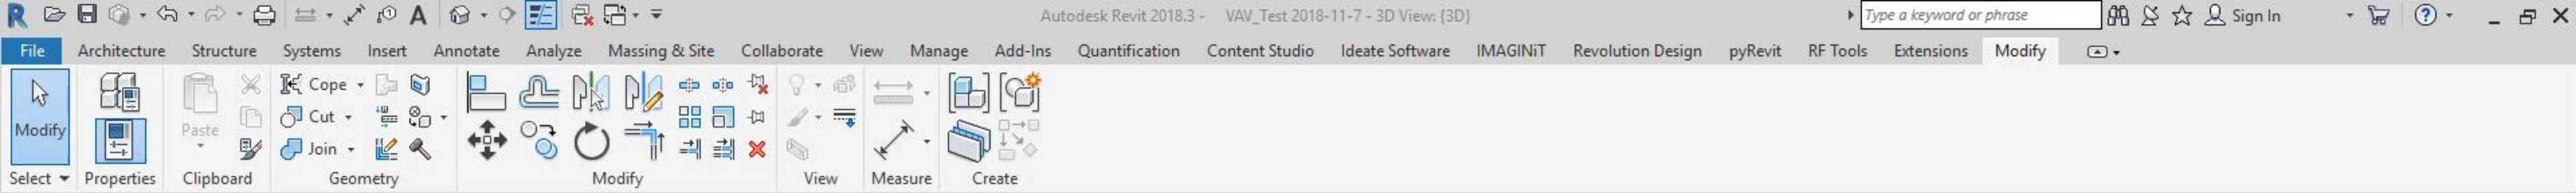 Autodesk Revit 2018.3 - VAV_Test 2018-11-7 - 3D View: {3D} Type a keyword or phrase Sign In
File Architecture Structure Systems Insert Annotate Analyze Massing & Site Collaborate View Manage Add-Ins Quantification Content Studio Ideate Software IMAGINiT Revolution Design pyRevit RF Tools Extensions Modify
Cope
Modify Paste Cut
Join
Select Properties Clipboard Geometry Modify View Measure Create